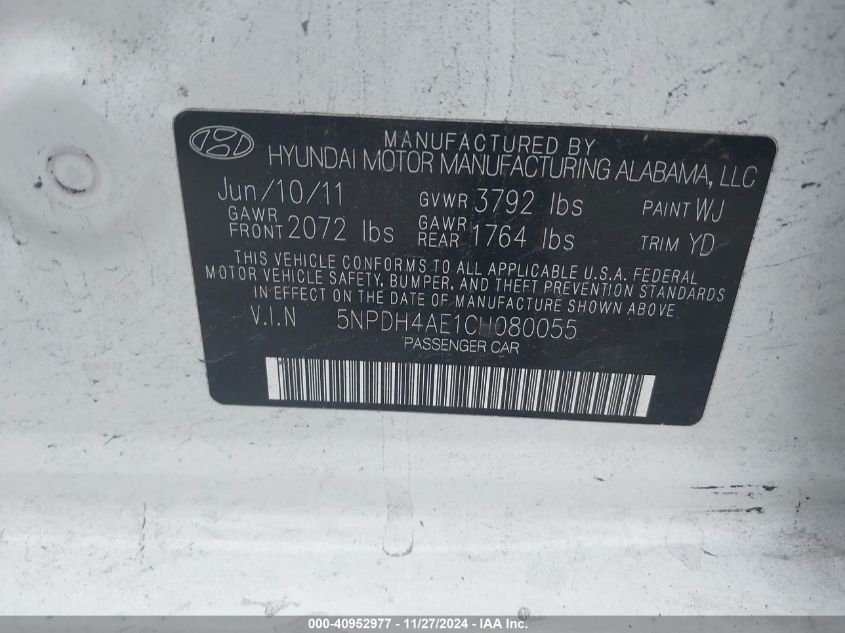 MANUFACTURED BY
HYUNDAI MOTOR MANUFACTURING ALABAMA, LLC
Jun/10/11 GVWR 3792 lbs PAINT WJ
GAWR FRONT 2072 lbs GAWR REAR 1764 lbs TRIM YD
THIS VEHICLE CONFORMS TO ALL APPLICABLE U.S.A. FEDERAL
MOTOR VEHICLE SAFETY, BUMPER, AND THEFT PREVENTION STANDARDS
IN EFFECT ON THE DATE OF MANUFACTURE SHOWN ABOVE.
V.I.N 5NPDH4AE1CH080055
PASSENGER CAR
000-40952977 - 11/27/2024 - IAA Inc.